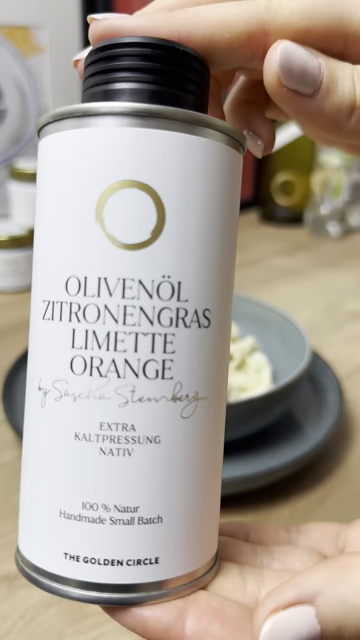 OLIVENÖL
ZITRONENGRAS
LIMETTE
ORANGE
by Sascha Stemberg
EXTRA
KALTPRESSUNG
NATIV
100 % Natur
Handmade Small Batch
THE GOLDEN CIRCLE